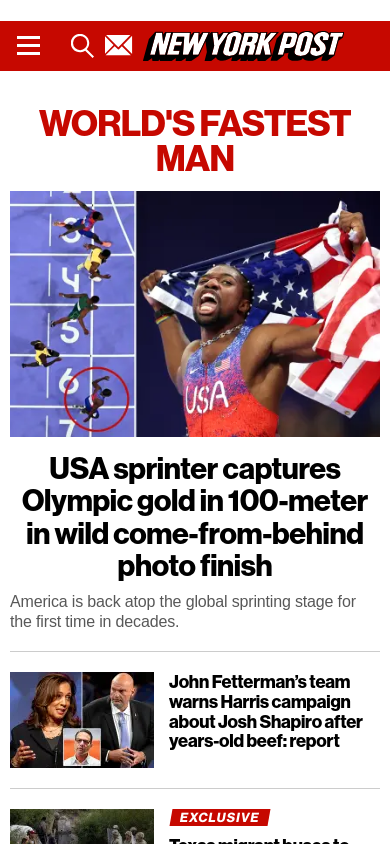 NEW YORK POST
WORLD'S FASTEST
MAN
4
5
6
7
USA
USA sprinter captures
Olympic gold in 100-meter
in wild come-from-behind
photo finish
America is back atop the global sprinting stage for
the first time in decades.
John Fetterman’s team
warns Harris campaign
about Josh Shapiro after
years-old beef: report
EXCLUSIVE